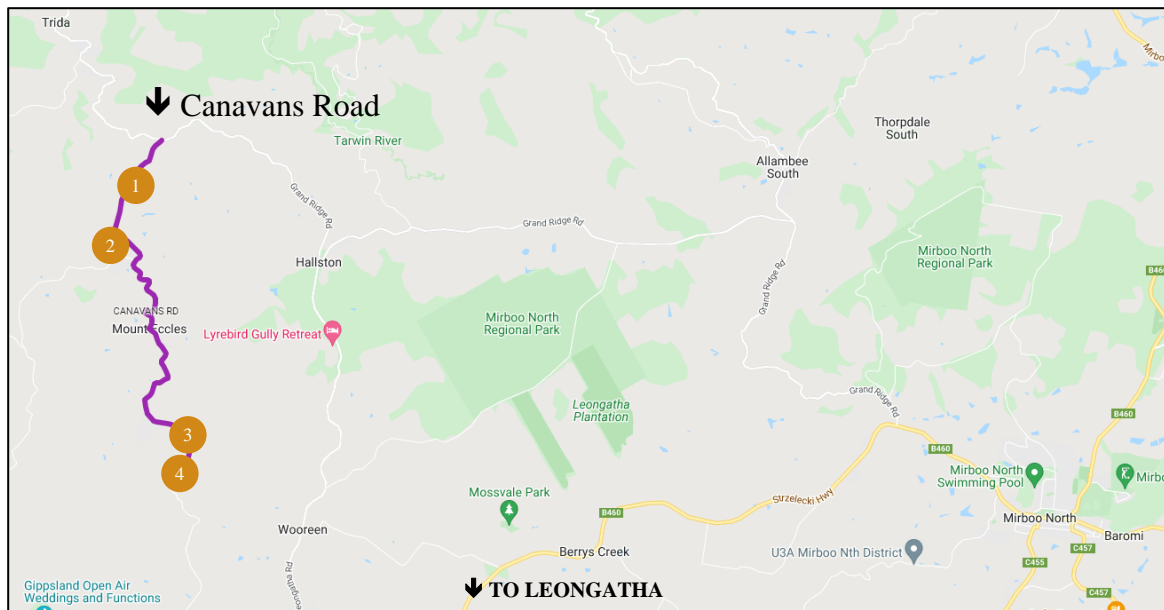 Trida
Canavans Road
Thorpdale
South
Tarwin River
Allambee
South
1
Grand Ridge Rd
Grand Ridge Rd
2
Mirboo North
Regional Park
Hallston
B460
Grand Ridge Rd
CANAVANS RD
Mount Eccles
Mirboo North
Regional Park
Lyrebird Gully Retreat
Leongatha
Plantation
Grand Ridge Rd
B460
3
B460
4
Mirboo North
Swimming Pool
Mirbo
Mossvale Park
Strzelecki Hwy
B460
Wooreen
Mirboo North
Baromi
Berrys Creek
U3A Mirboo Nth District
C457
C455
Gippsland Open Air
Weddings and Functions
TO LEONGATHA
C457